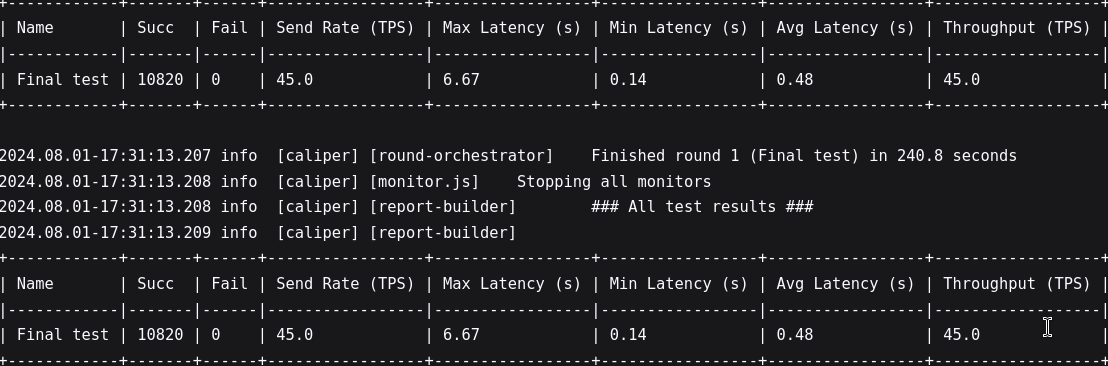 +------------+-------+------+-----------------+-----------------+-----------------+-----------------+------------------+
| Name       | Succ  | Fail | Send Rate (TPS) | Max Latency (s) | Min Latency (s) | Avg Latency (s) | Throughput (TPS) |
|------------|-------|------|-----------------|-----------------|-----------------|-----------------|------------------|
| Final test | 10820 | 0    | 45.0            | 6.67            | 0.14            | 0.48            | 45.0             |
+------------+-------+------+-----------------+-----------------+-----------------+-----------------+------------------+
2024.08.01-17:31:13.207 info  [caliper] [round-orchestrator]    Finished round 1 (Final test) in 240.8 seconds
2024.08.01-17:31:13.208 info  [caliper] [monitor.js]    Stopping all monitors
2024.08.01-17:31:13.208 info  [caliper] [report-builder]        ### All test results ###
2024.08.01-17:31:13.209 info  [caliper] [report-builder]
+------------+-------+------+-----------------+-----------------+-----------------+-----------------+------------------+
| Name       | Succ  | Fail | Send Rate (TPS) | Max Latency (s) | Min Latency (s) | Avg Latency (s) | Throughput (TPS) |
|------------|-------|------|-----------------|-----------------|-----------------|-----------------|------------------|
| Final test | 10820 | 0    | 45.0            | 6.67            | 0.14            | 0.48            | 45.0             |
+------------+-------+------+-----------------+-----------------+-----------------+-----------------+------------------+